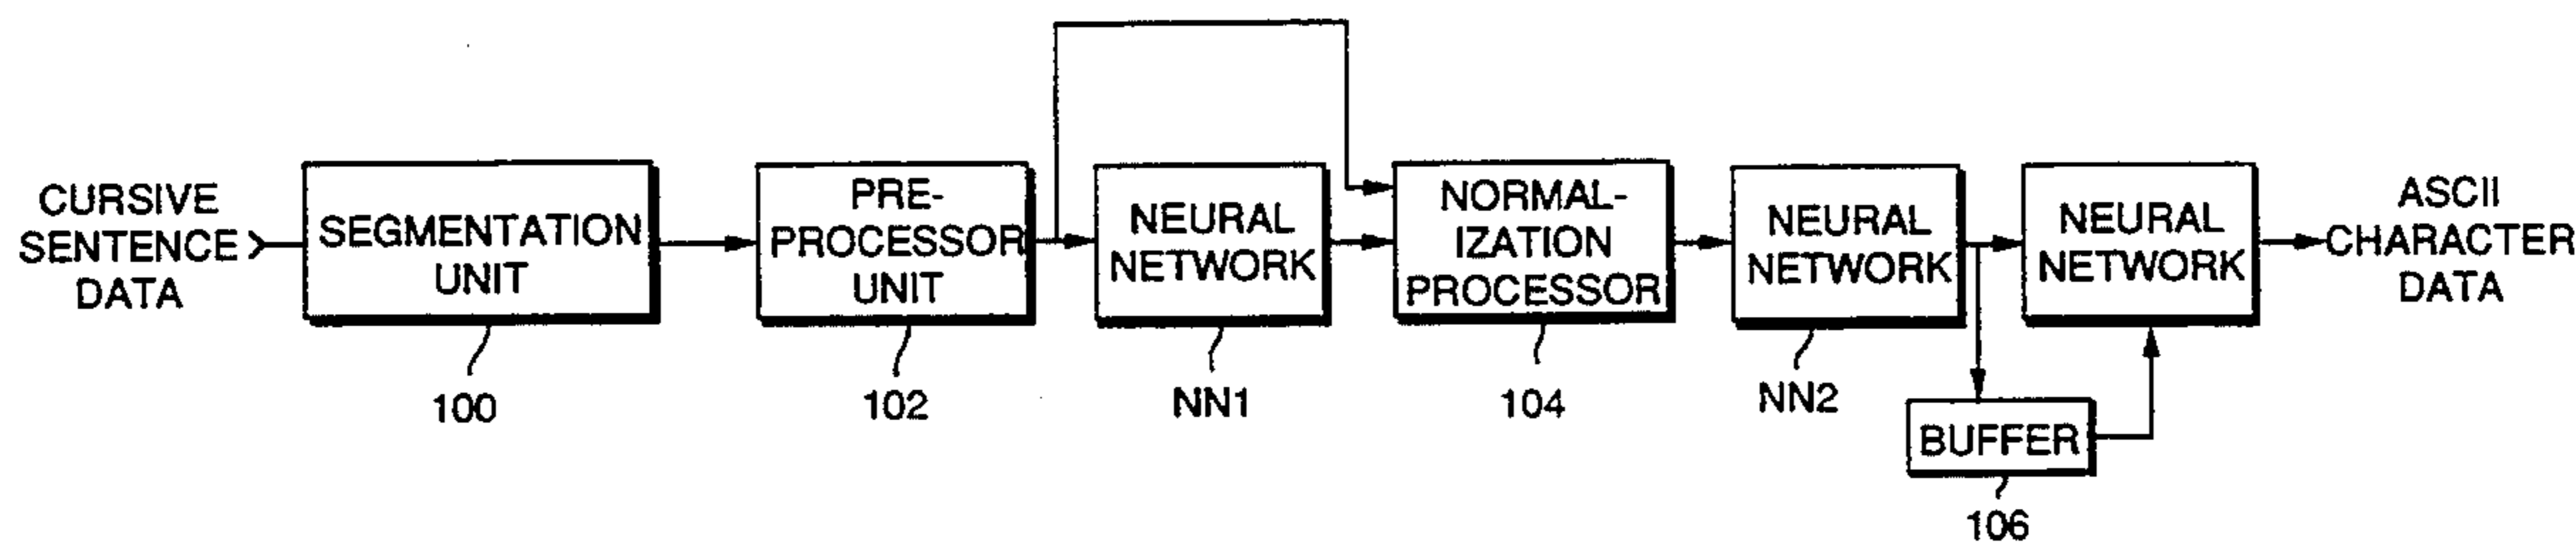 CURSIVE
SENTENCE
DATA
SEGMENTATION
UNIT
100
PRE-
PROCESSOR
UNIT
102
NEURAL
NETWORK
NN1
NORMAL-
IZATION
PROCESSOR
104
NEURAL
NETWORK
NN2
NEURAL
NETWORK
BUFFER
106
ASCII
CHARACTER
DATA